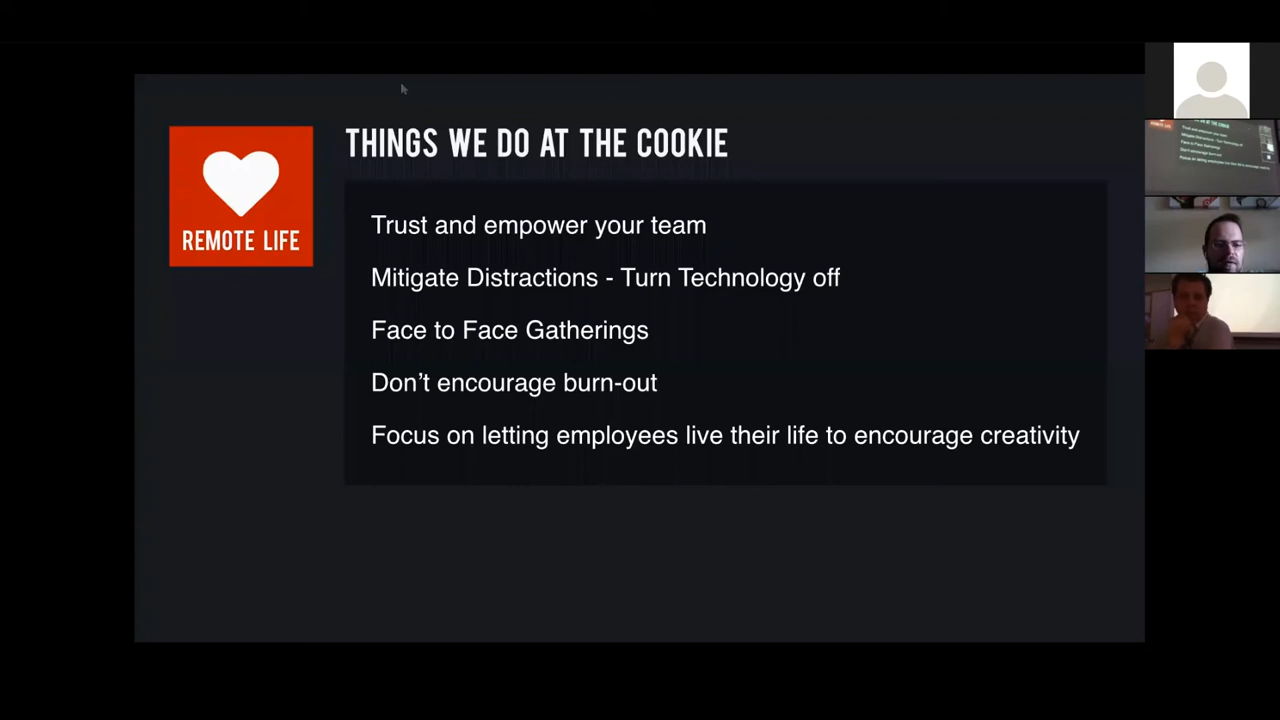 THINGS WE DO AT THE COOKIE
REMOTE LIFE
Trust and empower your team
Mitigate Distractions - Turn Technology off
Face to Face Gatherings
Don’t encourage burn-out
Focus on letting employees live their life to encourage creativity